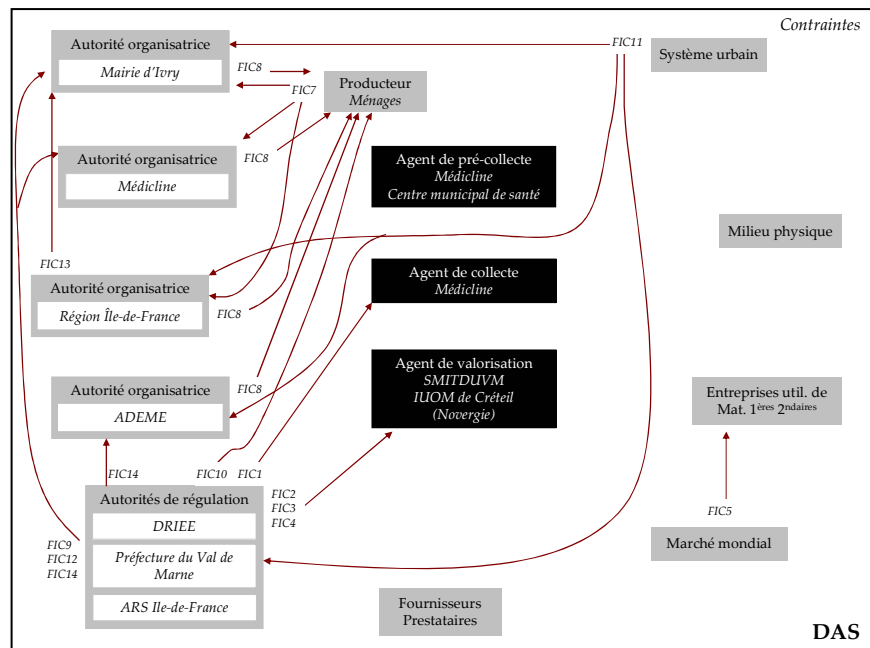 Contraintes
Autorité organisatrice
Mairie d'Ivry
FIC8
FIC7
Producteur
Ménages
FIC11
Système urbain
Autorité organisatrice
Médicline
FIC8
Agent de pré-collecte
Médicline
Centre municipal de santé
Milieu physique
FIC13
Autorité organisatrice
Région Île-de-France
FIC8
Agent de collecte
Médicline
Autorité organisatrice
ADEME
FIC8
Agent de valorisation
SMITDUVM
IUOM de Créteil
(Novergie)
Entreprises util. de
Mat. 1ères 2ndaires
FIC14
FIC10
FIC1
Autorités de régulation
DRIEE
Préfecture du Val de
Marne
ARS Ile-de-France
FIC2
FIC3
FIC4
FIC9
FIC12
FIC14
FIC5
Marché mondial
Fournisseurs
Prestataires
DAS